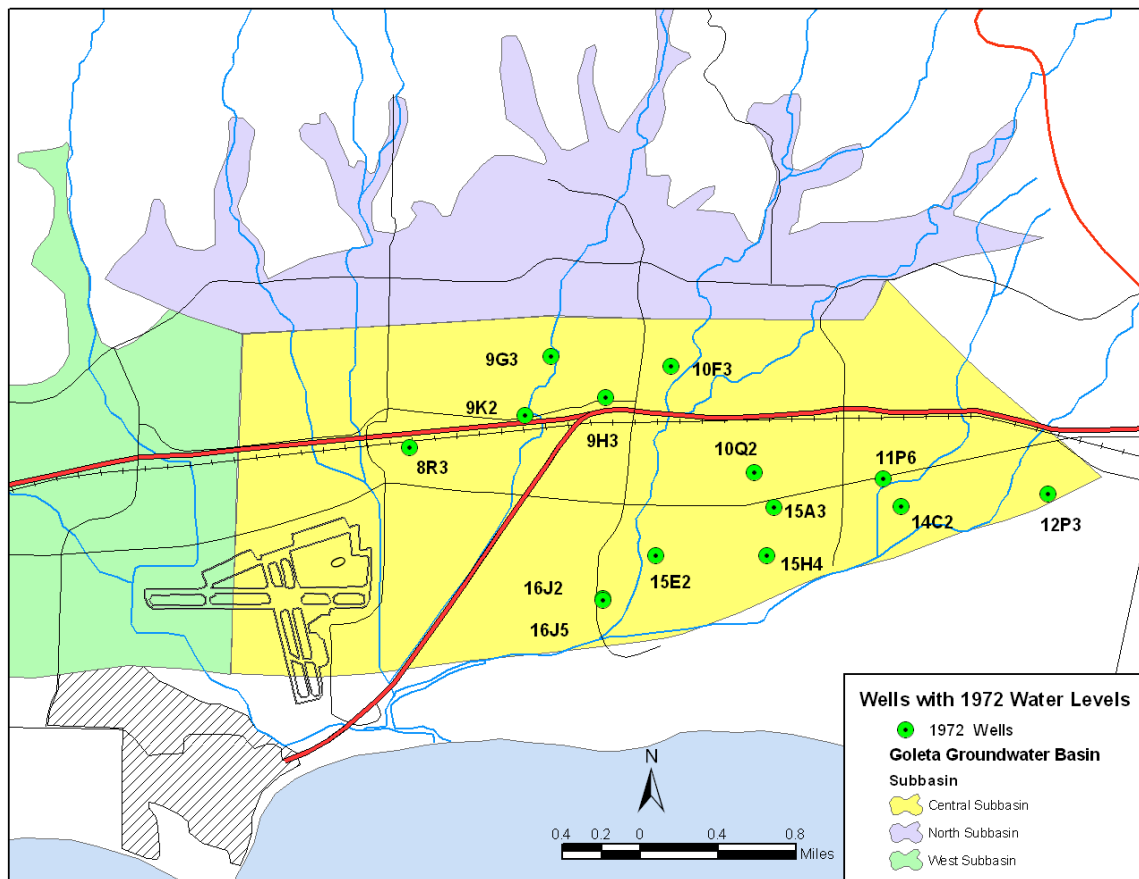 9G3
10F3
9K2
9H3
8R3
10Q2
11P6
15A3
14C2
12P3
15E2
15H4
16J2
16J5
N
0.4 0.2 0 0.4 0.8
Miles
Wells with 1972 Water Levels
1972 Wells
Goleta Groundwater Basin
Subbasin
Central Subbasin
North Subbasin
West Subbasin